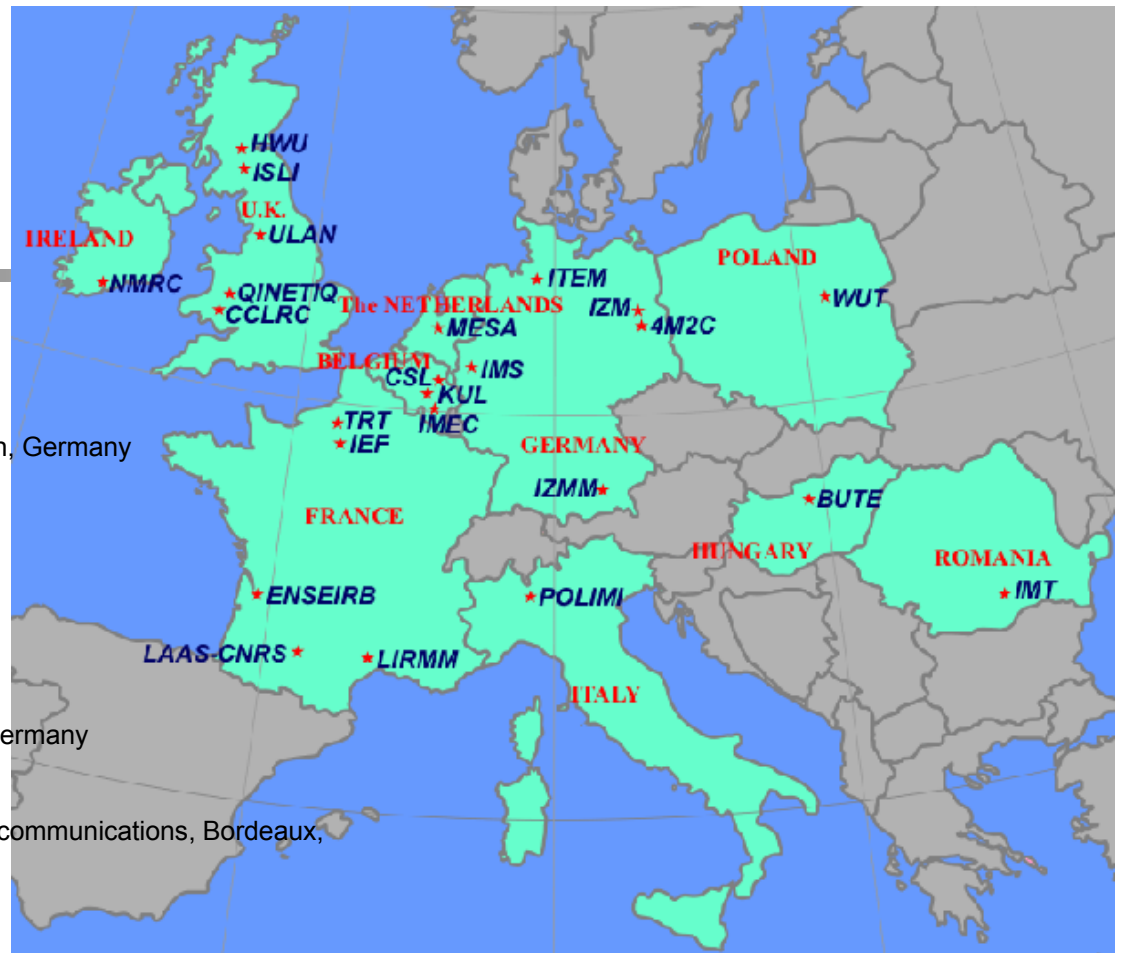 HWU
ISLI
U.K.
IRELAND
ULAN
POLAND
NMRC
QINETIQ
ITEM
The NETHERLANDS
IZM
WUT
CCLRC
MESA
4M2C
BELGIUM
IMS
CSL
KUL
TRT
IMEC
IEF
GERMANY
n, Germany
IZMM
BUTE
FRANCE
HUNGARY
ROMANIA
ENSEIRB
POLIMI
IMT
LAAS-CNRS
LIRMM
ITALY
ermany
communications, Bordeaux,